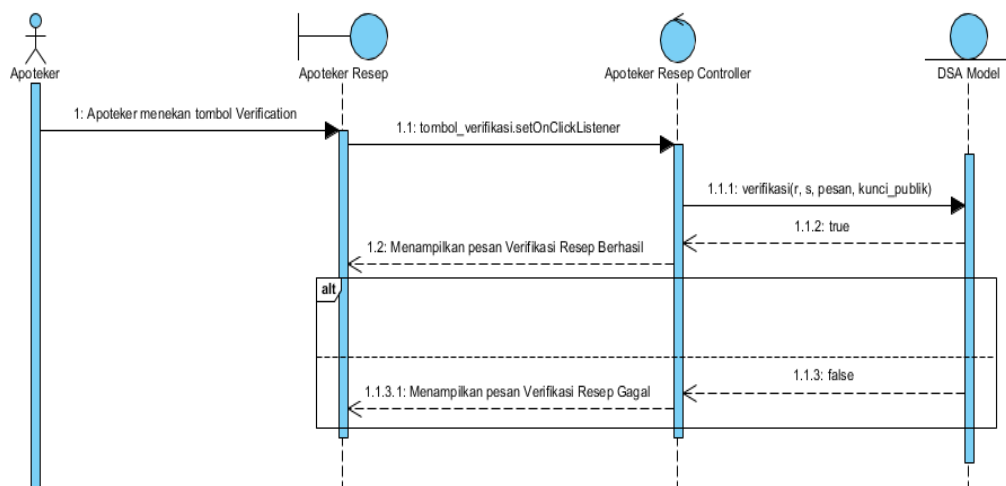 Apoteker
Apoteker Resep
Apoteker Resep Controller
DSA Model
1: Apoteker menekan tombol Verification
1.1: tombol_verifikasi.setOnClickListener
1.1.1: verifikasi(r, s, pesan, kunci_publik)
1.1.2: true
1.2: Menampilkan pesan Verifikasi Resep Berhasil
alt
1.1.3: false
1.1.3.1: Menampilkan pesan Verifikasi Resep Gagal